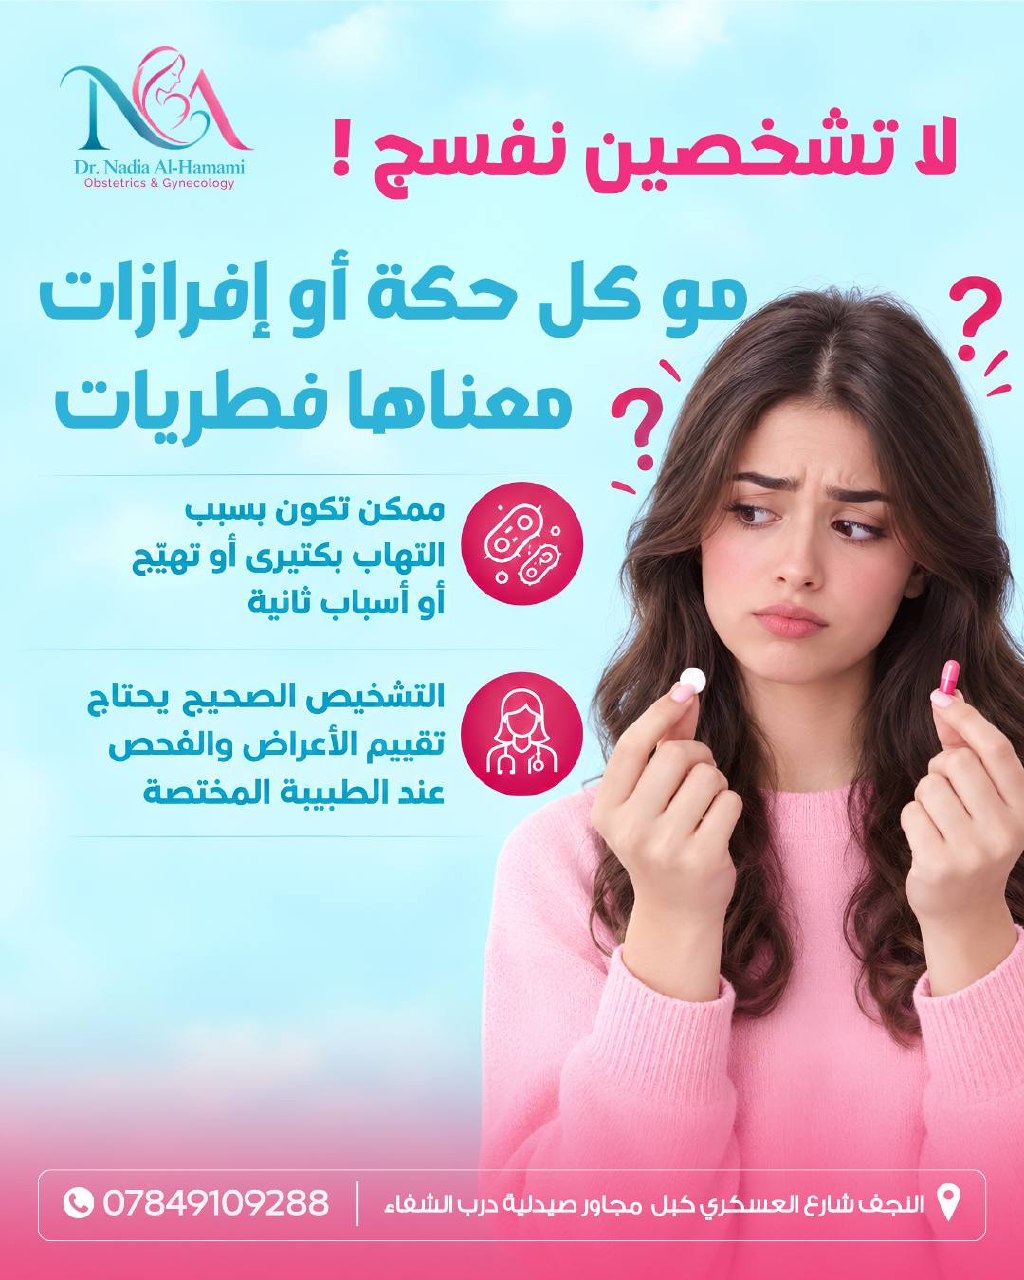 Dr. Nadia Al-Hamami
Obstetrics & Gynecology
لا تشخصين نفسج !
مو كل حكة أو إفرازات
معناها فطريات
ممكن تكون بسبب
التهاب بكتيرى أو تهيّج
أو أسباب ثانية
التشخيص الصحيح يحتاج
تقييم الأعراض والفحص
عند الطبيبة المختصة
النجف شارع العسكري كبل مجاور صيدلية درب الشفاء
07849109288